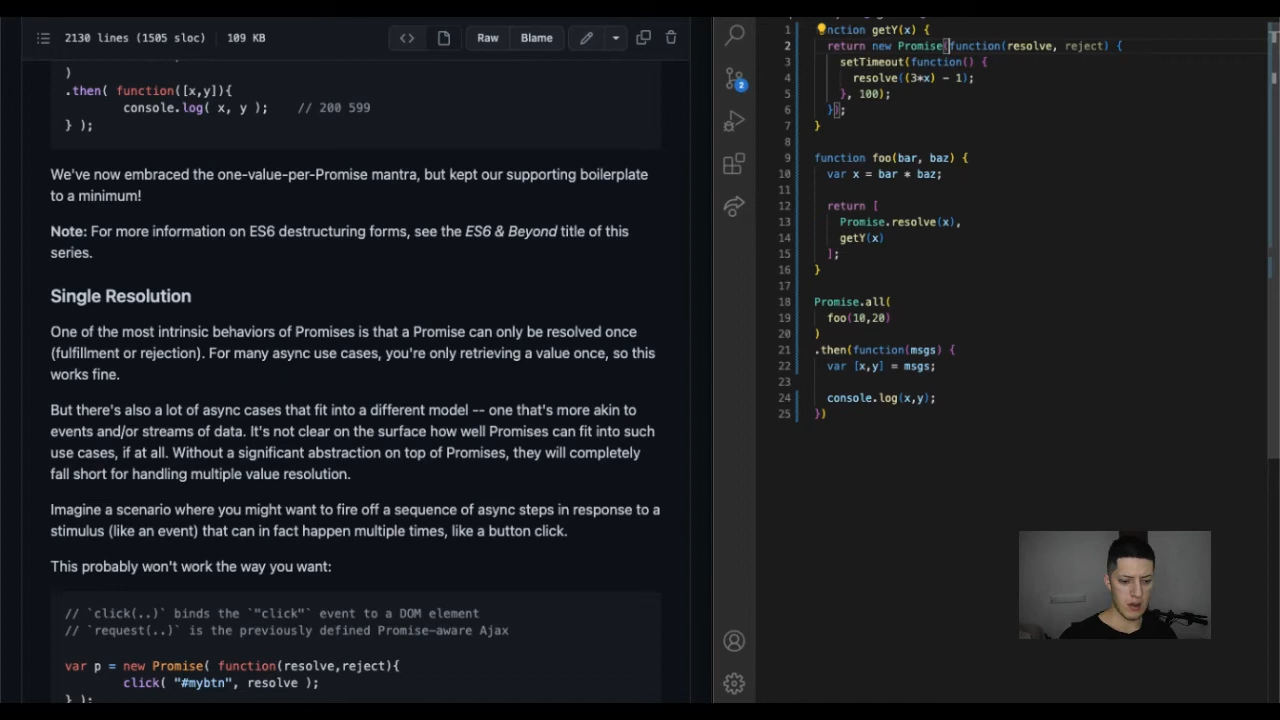 2130 lines (1505 sloc) 109 KB
Raw
Blame
)
.then( function([x,y]){
console.log( x, y ); // 200 599
} );
We've now embraced the one-value-per-Promise mantra, but kept our supporting boilerplate
to a minimum!
Note: For more information on ES6 destructuring forms, see the ES6 & Beyond title of this
series.
Single Resolution
One of the most intrinsic behaviors of Promises is that a Promise can only be resolved once
(fulfillment or rejection). For many async use cases, you're only retrieving a value once, so this
works fine.
But there's also a lot of async cases that fit into a different model -- one that's more akin to
events and/or streams of data. It's not clear on the surface how well Promises can fit into such
use cases, if at all. Without a significant abstraction on top of Promises, they will completely
fall short for handling multiple value resolution.
Imagine a scenario where you might want to fire off a sequence of async steps in response to a
stimulus (like an event) that can in fact happen multiple times, like a button click.
This probably won't work the way you want:
// `click(..)` binds the `"click"` event to a DOM element
// `request(..)` is the previously defined Promise-aware Ajax
var p = new Promise( function(resolve,reject){
click( "#mybtn", resolve );
} );
2
1 nction getY(x) {
2 return new Promise(function(resolve, reject) {
3 setTimeout(function() {
4 resolve((3*x) - 1);
5 }, 100);
6 });
7 }
8
9 function foo(bar, baz) {
10 var x = bar * baz;
11
12 return [
13 Promise.resolve(x),
14 getY(x)
15 ];
16 }
17
18 Promise.all(
19 foo(10,20)
20 )
21 .then(function(msgs) {
22 var [x,y] = msgs;
23
24 console.log(x,y);
25 })